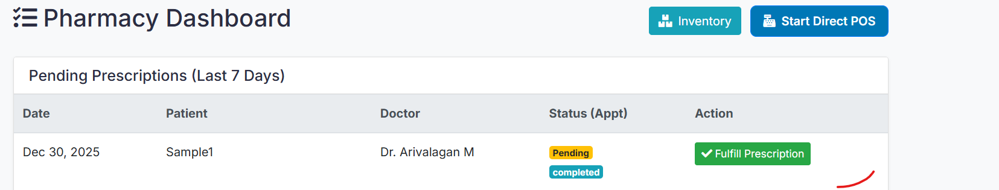 Pharmacy Dashboard
Inventory
Start Direct POS
Pending Prescriptions (Last 7 Days)
Date Patient Doctor Status (Appt) Action
Dec 30, 2025 Sample1 Dr. Arivalagan M Pending Fulfill Prescription
completed